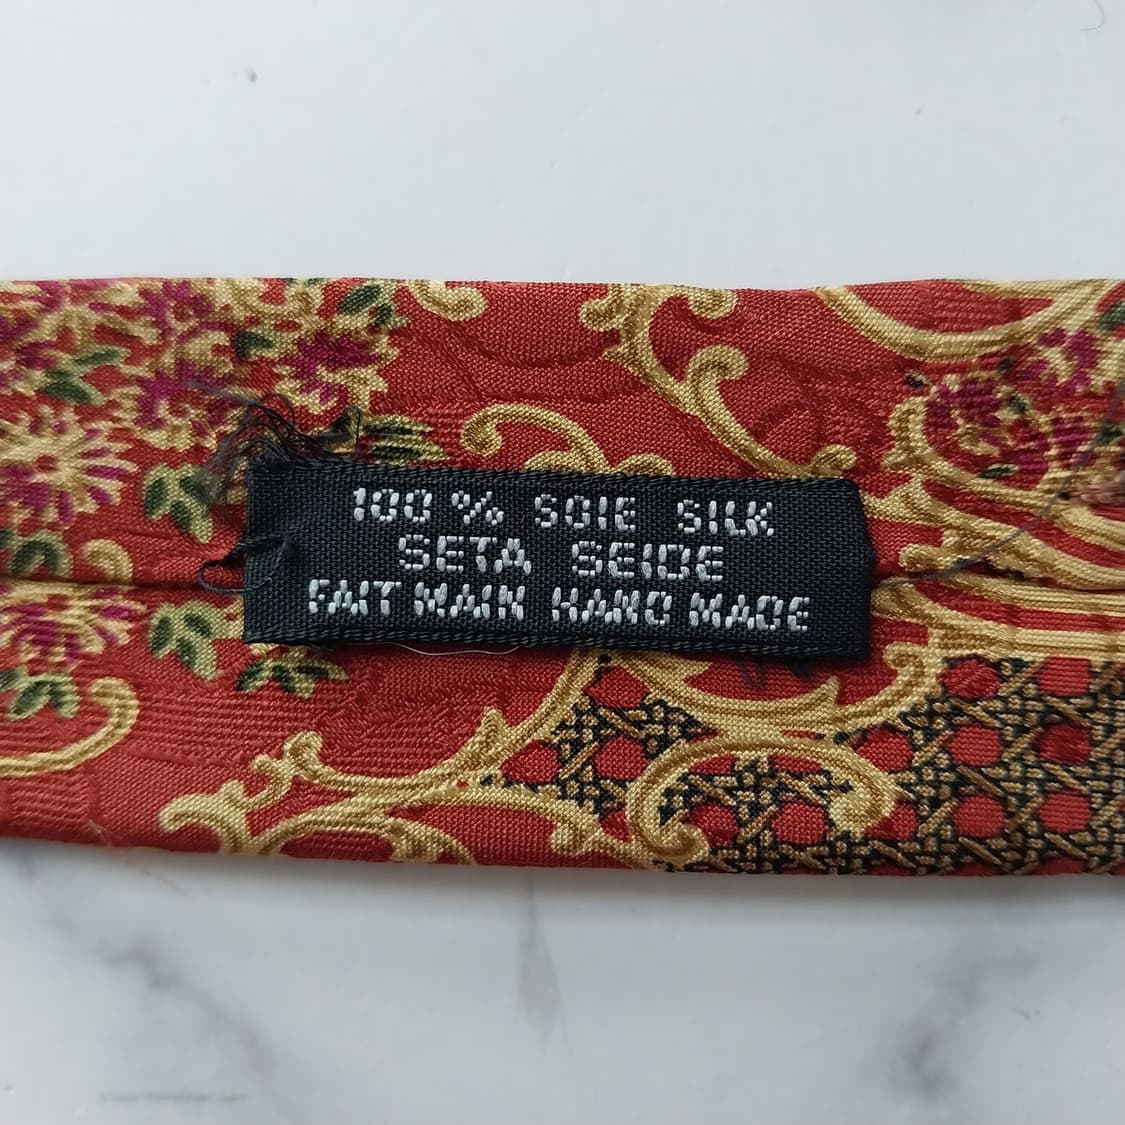 100 % SOIE SILK
SETA SEIDE
FAIT MAIN HAND MADE